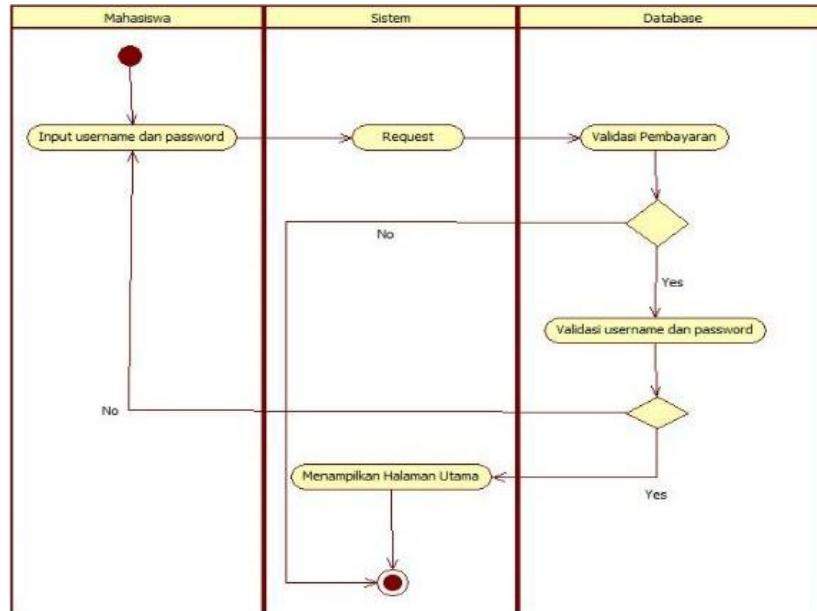 Mahasiswa
Sistem
Database
Input username dan password
Request
Validasi Pembayaran
No
Yes
Validasi username dan password
No
Menampilkan Halaman Utama
Yes